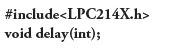 #include<LPC214X.h>
void delay(int);